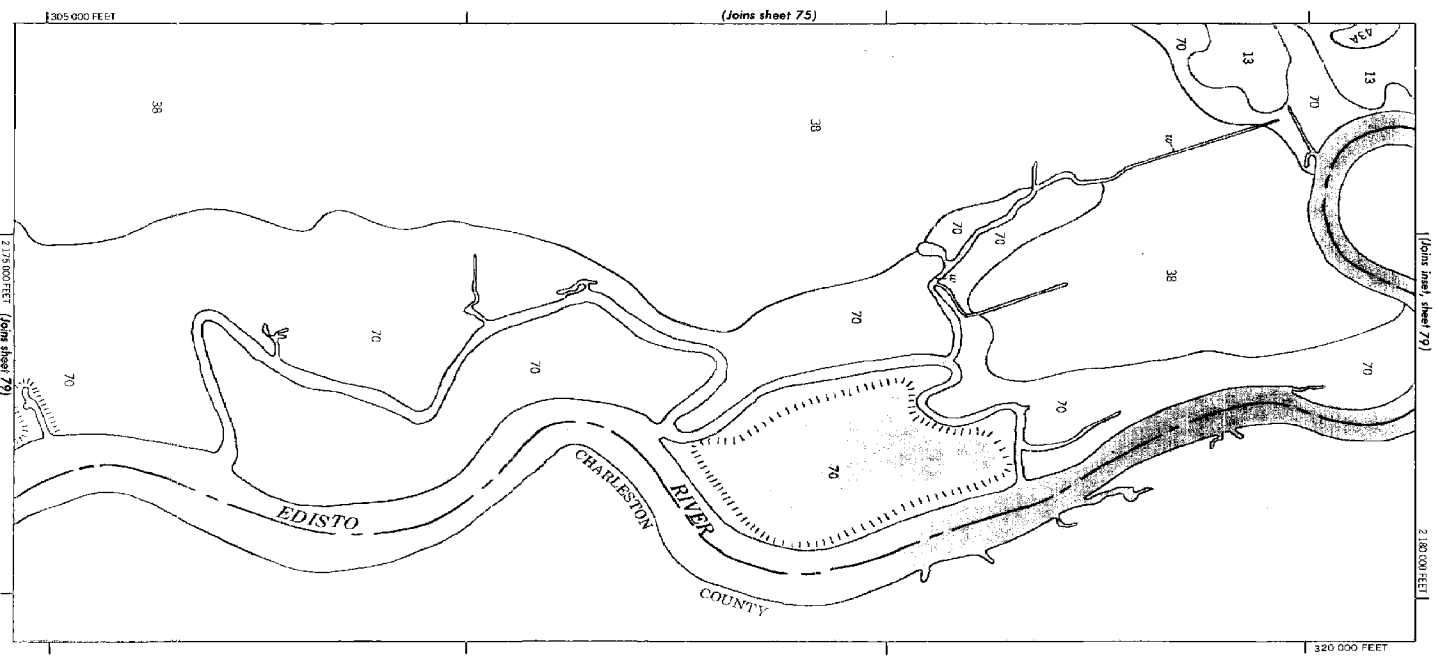 305 000 FEET
(Joins sheet 75)
70
13
43A
13
38
38
70
w
70
70
2 175 000 FEET (Joins sheet 79)
(Joins inset, sheet 79)
w
38
70
70
70
70
70
70
70
EDISTO
RIVER
CHARLESTON
COUNTY
2 180 000 FEET
320 000 FEET